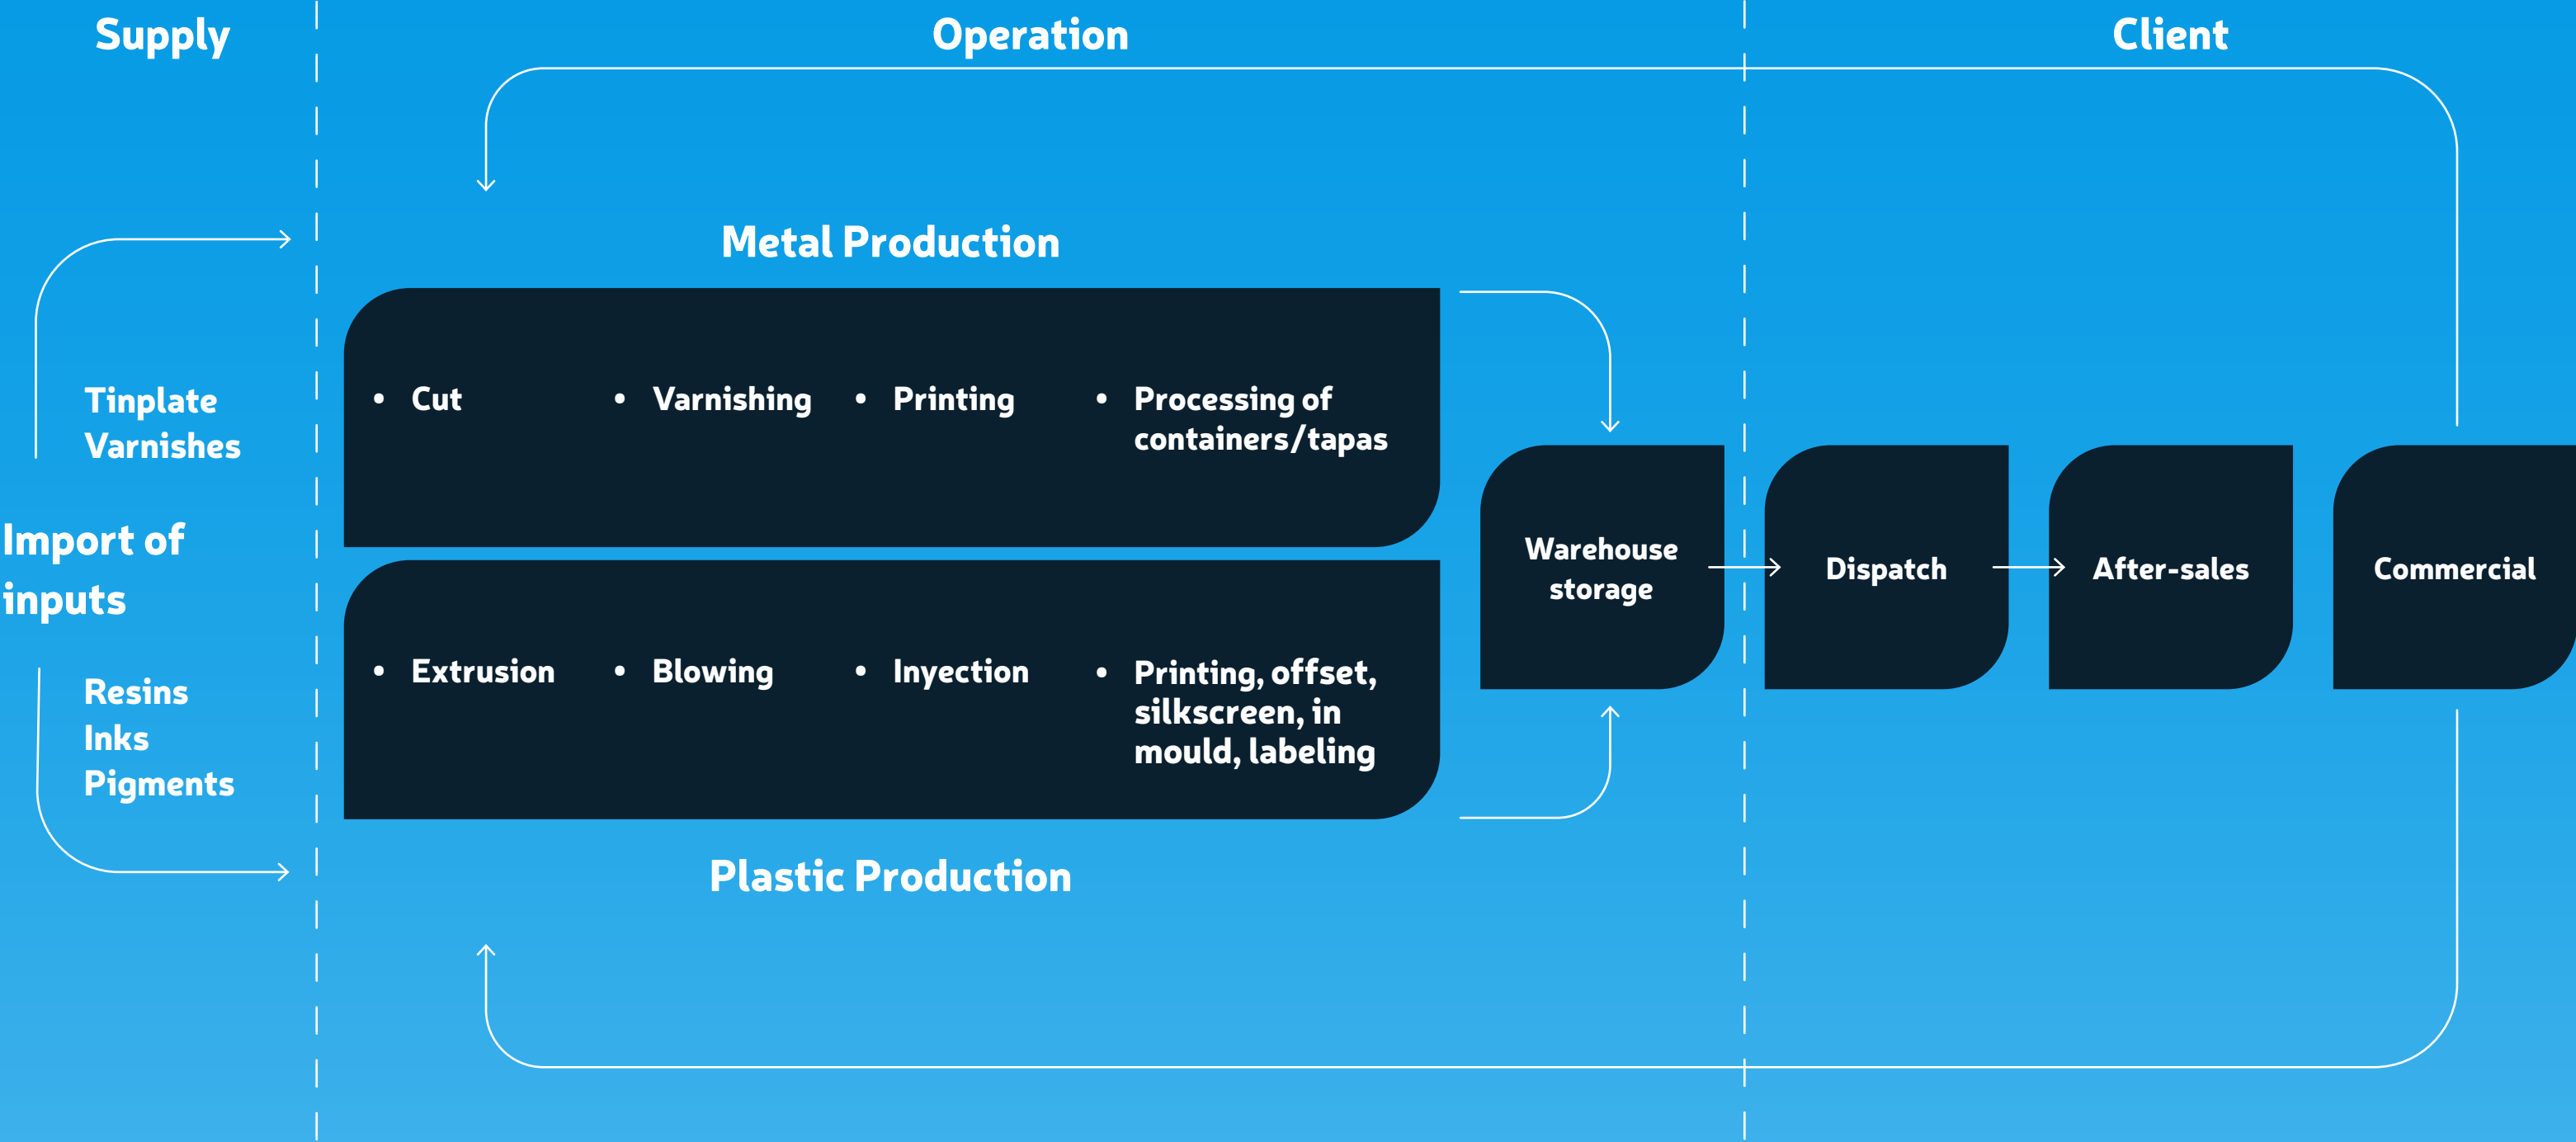 Supply
Operation
Client
Metal Production
Tinplate
Varnishes
Import of
inputs
Resins
Inks
Pigments
• Cut
• Varnishing
• Printing
• Processing of
containers/tapas
• Extrusion
• Blowing
• Inyection
• Printing, offset,
silkscreen, in
mould, labeling
Plastic Production
Warehouse
storage
Dispatch
After-sales
Commercial